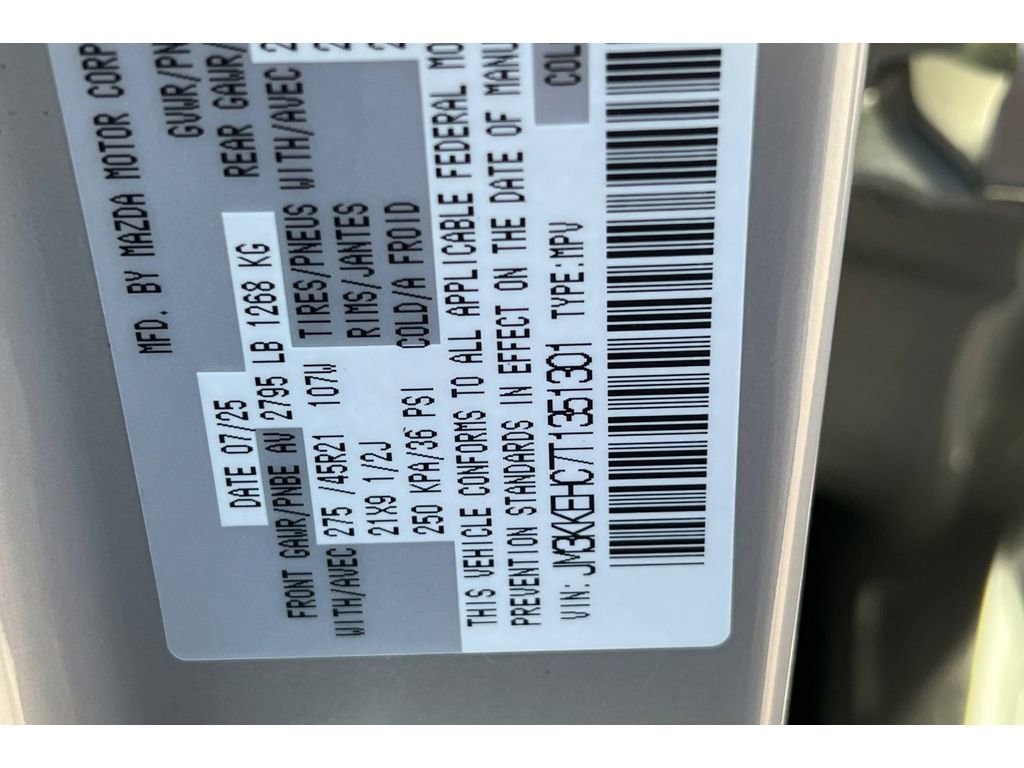 MFD. BY MAZDA MOTOR CORP
DATE 07/25 GVWR/PN
FRONT GAWR/PNBE AV 2795 LB 1268 KG REAR GAWR/
WITH/AVEC 275 /45R21 107W TIRES/PNEUS WITH/AVEC 2
21X9 1/2J RIMS/JANTES
250 KPA/36 PSI COLD/A FROID
THIS VEHICLE CONFORMS TO ALL APPLICABLE FEDERAL MO
PREVENTION STANDARDS IN EFFECT ON THE DATE OF MANU
VIN: JM3KKEHC7T1351301 TYPE:MPV COL